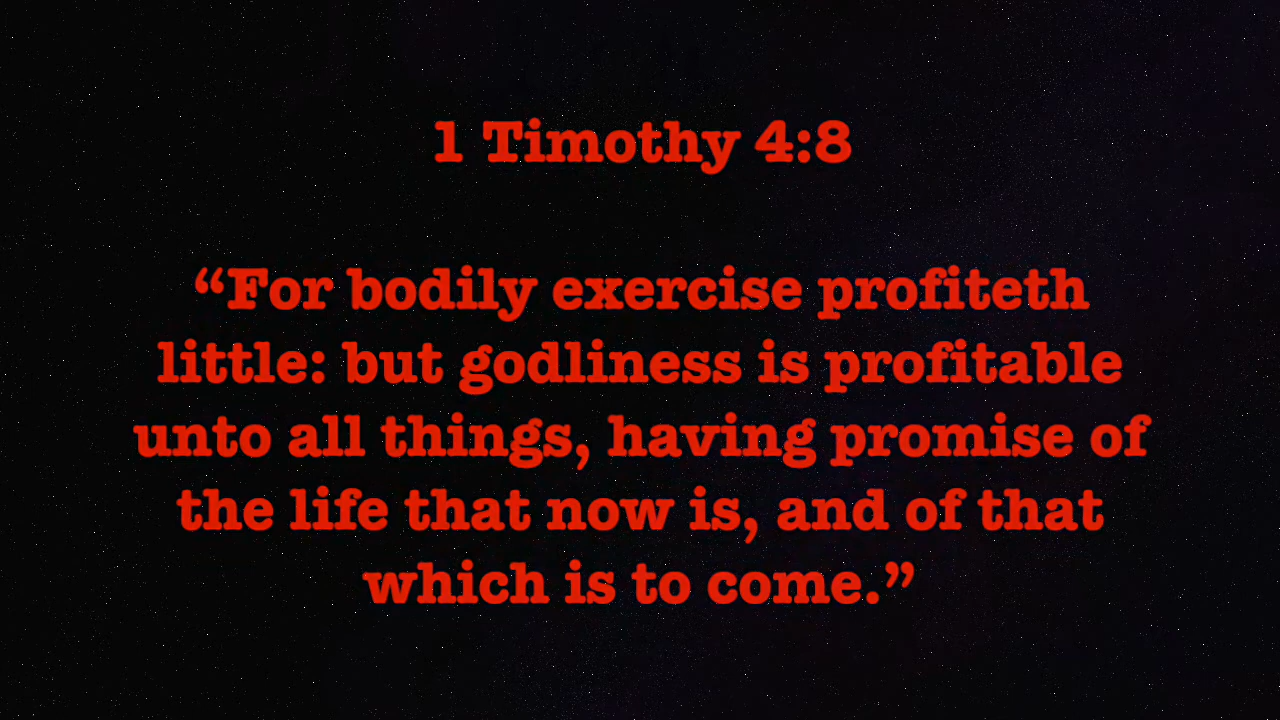 1 Timothy 4:8
“For bodily exercise profiteth
little: but godliness is profitable
unto all things, having promise of
the life that now is, and of that
which is to come.”